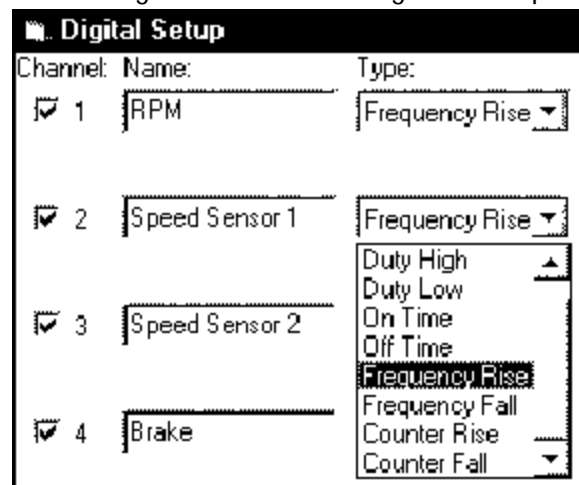 Digital Setup
Channel: Name: Type:
1 RPM Frequency Rise
2 Speed Sensor 1 Frequency Rise
Duty High
Duty Low
On Time
3 Speed Sensor 2
Off Time
Frequency Rise
Frequency Fall
4 Brake Counter Rise
Counter Fall